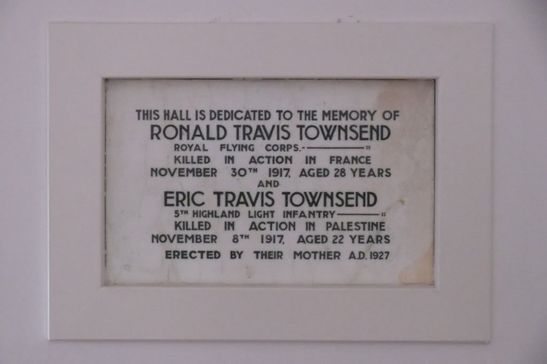 THIS HALL IS DEDICATED TO THE MEMORY OF
RONALD TRAVIS TOWNSEND
ROYAL FLYING CORPS.-———"
KILLED IN ACTION IN FRANCE
NOVEMBER 30TH 1917, AGED 28 YEARS
AND
ERIC TRAVIS TOWNSEND
5TH HIGHLAND LIGHT INFANTRY———"
KILLED IN ACTION IN PALESTINE
NOVEMBER 8TH 1917, AGED 22 YEARS
ERECTED BY THEIR MOTHER A.D. 1927